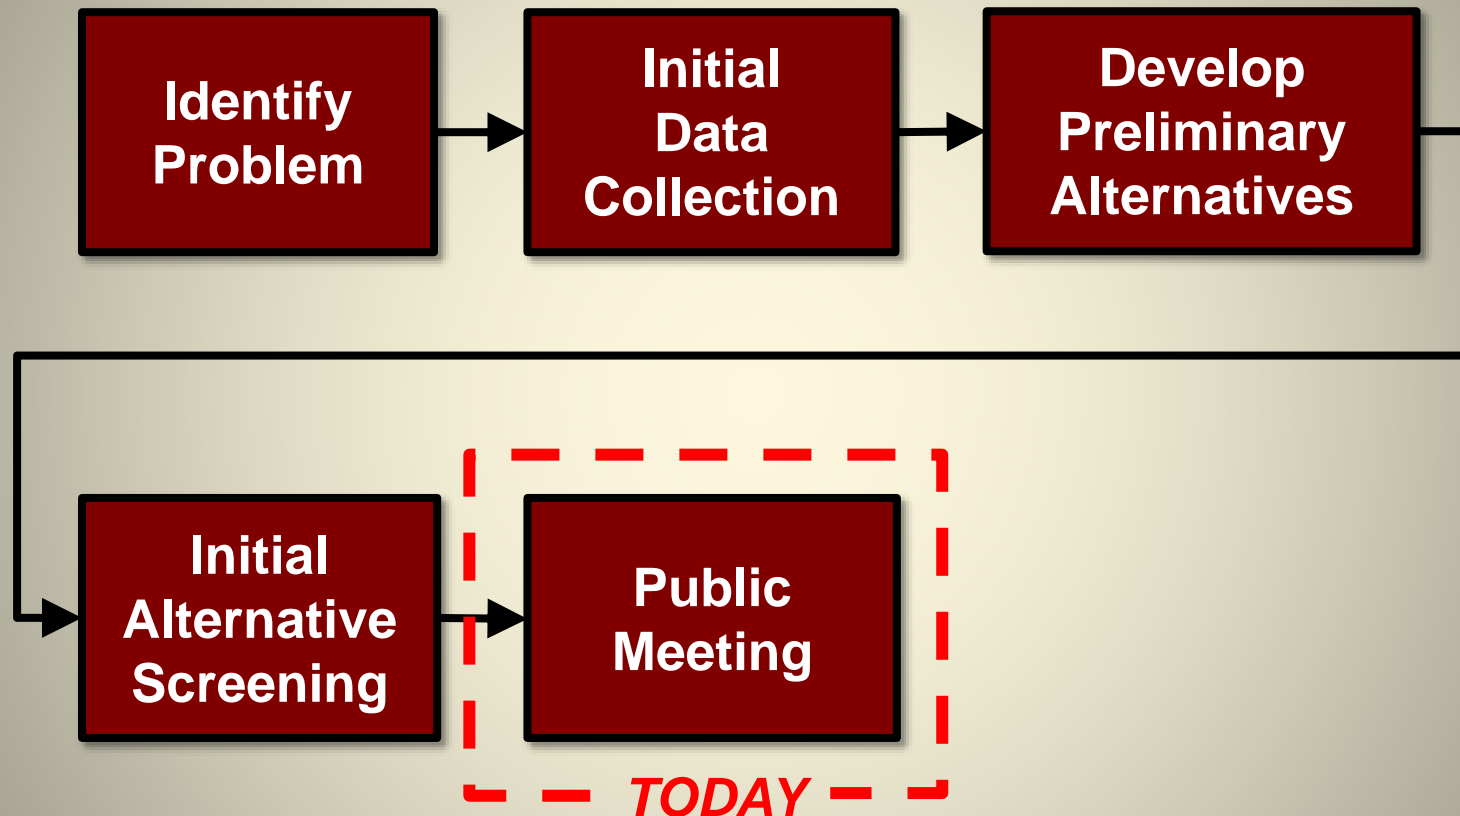 Identify
Problem
Initial
Data
Collection
Develop
Preliminary
Alternatives
Initial
Alternative
Screening
Public
Meeting
TODAY